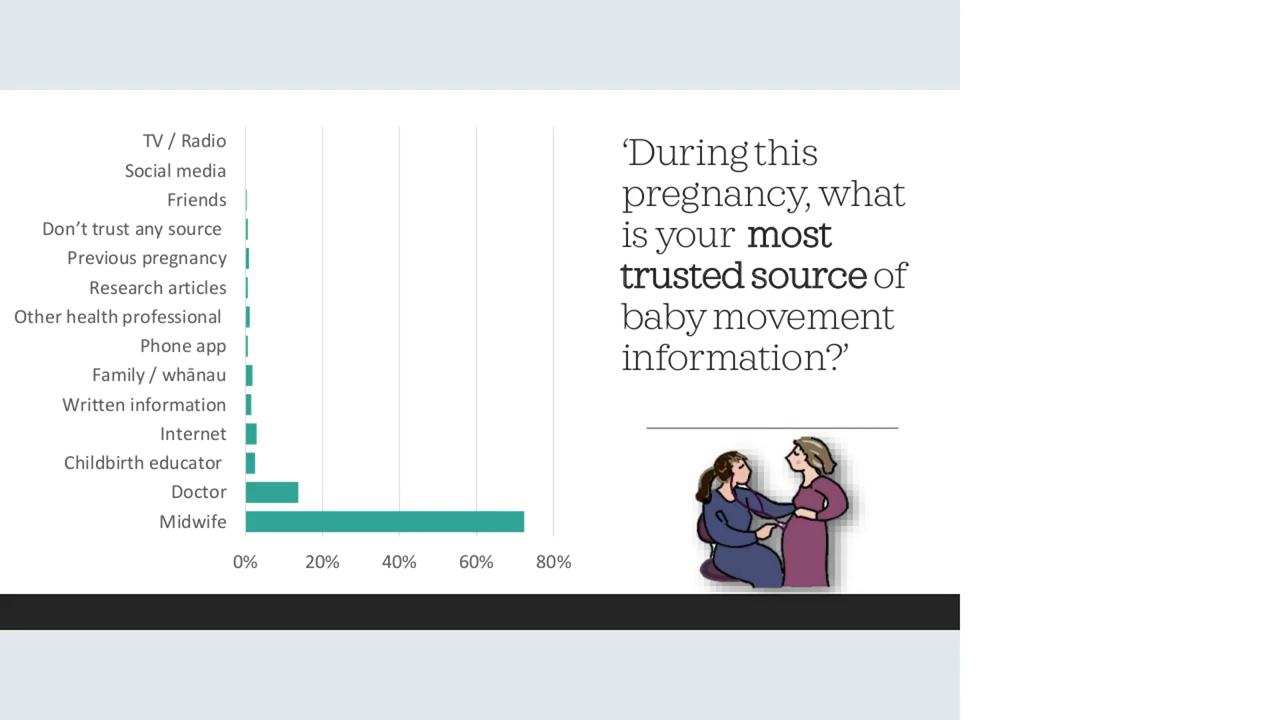 TV / Radio
Social media
Friends
Don’t trust any source
Previous pregnancy
Research articles
Other health professional
Phone app
Family / whānau
Written information
Internet
Childbirth educator
Doctor
Midwife
0% 20% 40% 60% 80%
‘During this
pregnancy, what
is your most
trusted source of
baby movement
information?’